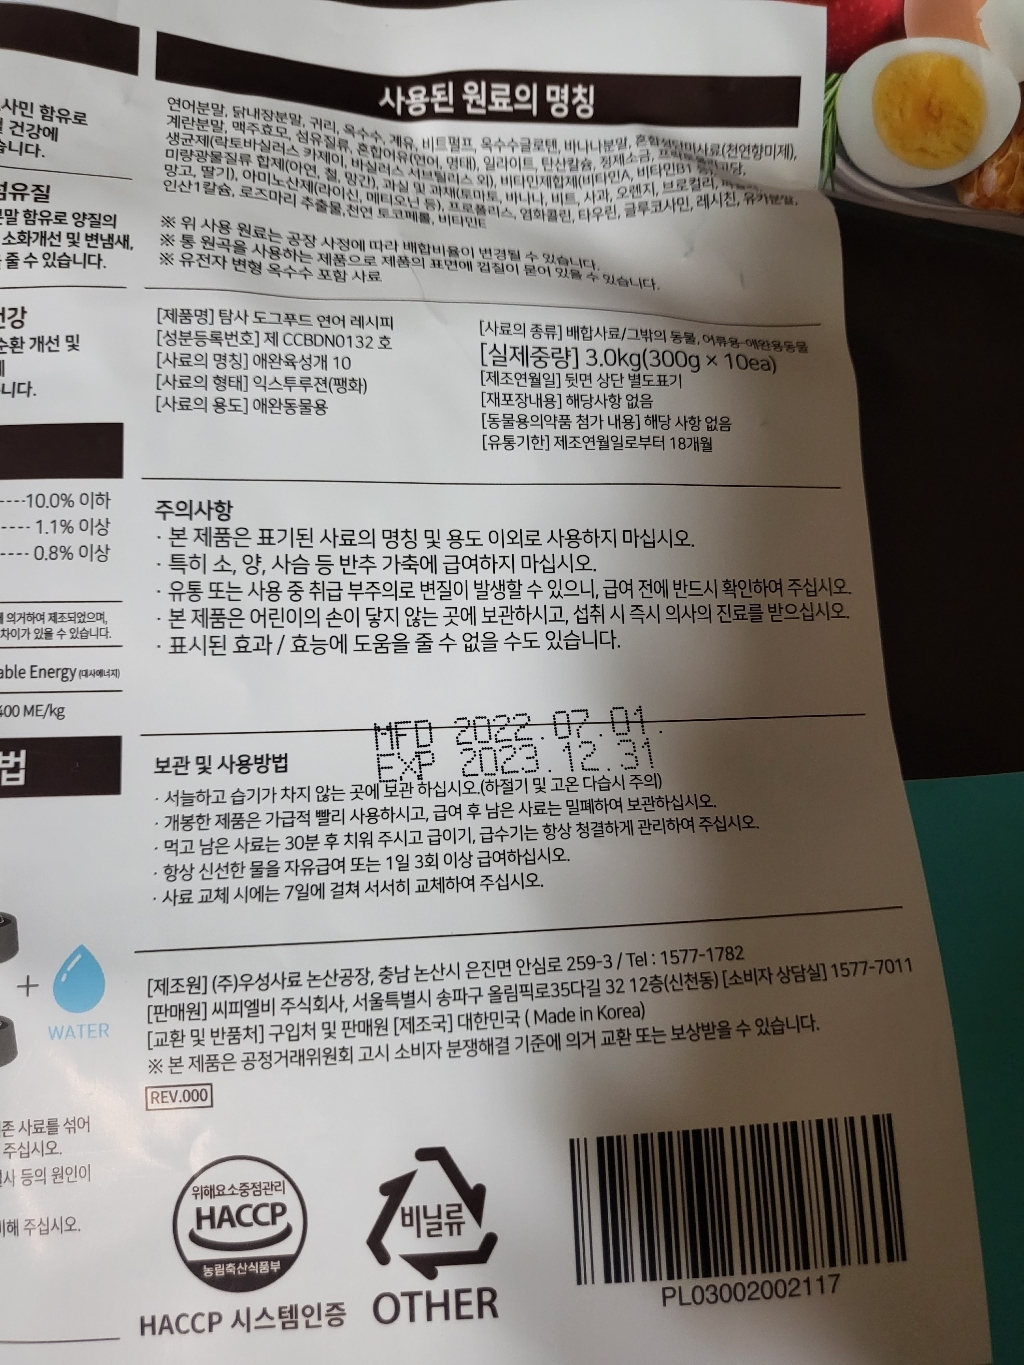 사민 함유로
건강에
습니다.
섬유질
분말 함유로 양질의
소화개선 및 변냄새,
줄 수 있습니다.
건강
순환 개선 및
니다.
----10.0% 이하
---- 1.1% 이상
---- 0.8% 이상
의거하여 제조되었으며,
차이가 있을 수 있습니다.
able Energy (대사에너지)
400 ME/kg
법
+
WATER
존 사료를 섞어
주십시오.
설사 등의 원인이
비해 주십시오.
사용된 원료의 명칭
연어분말, 닭내장분말, 귀리, 옥수수, 계유, 비트펄프, 옥수수글루텐, 바나나분말,
계란분말, 맥주효모, 섬유질류, 혼합어유(연어, 명태), 일라이트, 탄산칼슘, 정제소금,
생균제(락토바실러스 카제이, 바실러스 서브틸리스 외), 비타민제합제(비타민A, 비타민B1 등),
미량광물질류 합제(아연, 철, 망간), 과실 및 과채(토마토, 바나나, 비트, 사과, 오렌지, 브로컬리,
망고, 딸기), 아미노산제(라이신, 메티오닌 등), 프로폴리스, 염화콜린, 타우린, 글루코사민, 레시친, 유카분말,
인산1칼슘, 로즈마리 추출물,천연 토코페롤, 비타민E
※ 위 사용 원료는 공장 사정에 따라 배합비율이 변경될 수 있습니다.
※ 통 원곡을 사용하는 제품으로 제품의 표면에 껍질이 묻어 있을 수 있습니다.
※ 유전자 변형 옥수수 포함 사료
[제품명] 탐사 도그푸드 연어 레시피
[성분등록번호] 제 CCBDN0132 호
[사료의 명칭] 애완육성개 10
[사료의 형태] 익스투루젼(팽화)
[사료의 용도] 애완동물용
[사료의 종류] 배합사료/그밖의 동물, 어류용-애완용동물
[실제중량] 3.0kg(300g × 10ea)
[제조연월일] 뒷면 상단 별도표기
[재포장내용] 해당사항 없음
[동물용의약품 첨가 내용] 해당 사항 없음
[유통기한] 제조연월일로부터 18개월
주의사항
· 본 제품은 표기된 사료의 명칭 및 용도 이외로 사용하지 마십시오.
· 특히 소, 양, 사슴 등 반추 가축에 급여하지 마십시오.
· 유통 또는 사용 중 취급 부주의로 변질이 발생할 수 있으니, 급여 전에 반드시 확인하여 주십시오.
· 본 제품은 어린이의 손이 닿지 않는 곳에 보관하시고, 섭취 시 즉시 의사의 진료를 받으십시오.
· 표시된 효과 / 효능에 도움을 줄 수 없을 수도 있습니다.
MFD 2022.07.01.
EXP 2023.12.31
보관 및 사용방법
· 서늘하고 습기가 차지 않는 곳에 보관 하십시오.(하절기 및 고온 다습시 주의)
· 개봉한 제품은 가급적 빨리 사용하시고, 급여 후 남은 사료는 밀폐하여 보관하십시오.
· 먹고 남은 사료는 30분 후 치워 주시고 급이기, 급수기는 항상 청결하게 관리하여 주십시오.
· 항상 신선한 물을 자유급여 또는 1일 3회 이상 급여하십시오.
· 사료 교체 시에는 7일에 걸쳐 서서히 교체하여 주십시오.
[제조원] (주)우성사료 논산공장, 충남 논산시 은진면 안심로 259-3 / Tel : 1577-1782
[판매원] 씨피엘비 주식회사, 서울특별시 송파구 올림픽로35다길 32 12층(신천동) [소비자 상담실] 1577-7011
[교환 및 반품처] 구입처 및 판매원 [제조국] 대한민국 ( Made in Korea)
※ 본 제품은 공정거래위원회 고시 소비자 분쟁해결 기준에 의거 교환 또는 보상받을 수 있습니다.
REV.000
위해요소중점관리
HACCP
농림축산식품부
HACCP 시스템인증
비닐류
OTHER
PL03002002117